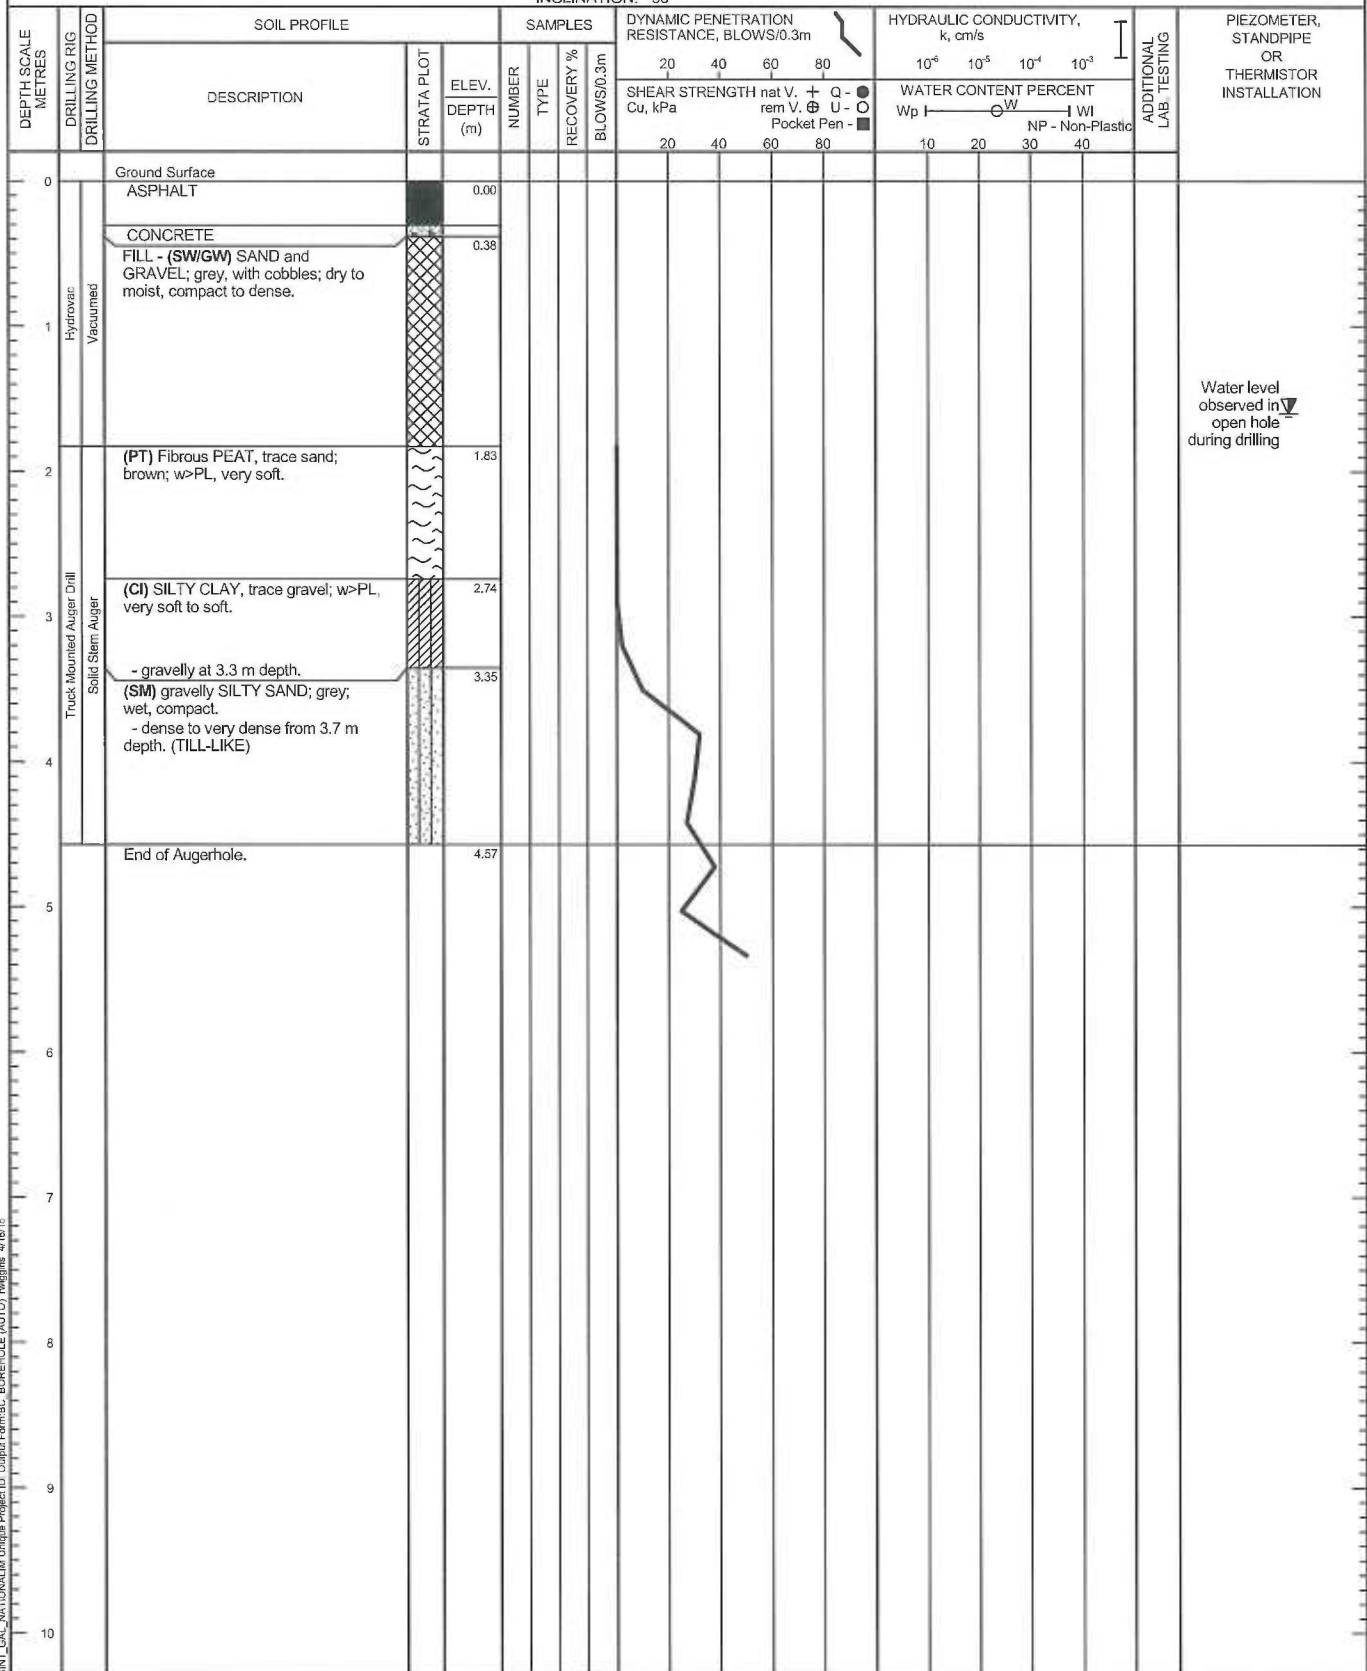 DEPTH SCALE
METRES
DRILLING RIG
DRILLING METHOD
SOIL PROFILE
DESCRIPTION
STRATA PLOT
ELEV.
DEPTH
(m)
SAMPLES
NUMBER
TYPE
RECOVERY %
BLOWS/0.3m
DYNAMIC PENETRATION
RESISTANCE, BLOWS/0.3m
20 40 60 80
SHEAR STRENGTH nat V. + Q - ●
Cu, kPa rem V. ⊕ U - O
Pocket Pen - ■
20 40 60 80
HYDRAULIC CONDUCTIVITY,
k, cm/s
10⁻⁶ 10⁻⁵ 10⁻⁴ 10⁻³
WATER CONTENT PERCENT
Wp W Wl
NP - Non-Plastic
10 20 30 40
ADDITIONAL
LAB. TESTING
PIEZOMETER,
STANDPIPE
OR
THERMISTOR
INSTALLATION
Ground Surface
0
ASPHALT 0.00
CONCRETE
0.38
FILL - (SW/GW) SAND and
GRAVEL; grey, with cobbles; dry to
moist, compact to dense.
Hydrovac
Vacuumed
1
Water level
observed in
open hole
during drilling
(PT) Fibrous PEAT, trace sand; 1.83
brown; w>PL, very soft.
2
(CI) SILTY CLAY, trace gravel; w>PL, 2.74
very soft to soft.
3
Truck Mounted Auger Drill
Solid Stem Auger
- gravelly at 3.3 m depth.
3.35
(SM) gravelly SILTY SAND; grey;
wet, compact.
- dense to very dense from 3.7 m
depth. (TILL-LIKE)
4
End of Augerhole. 4.57
5
6
7
8
9
10